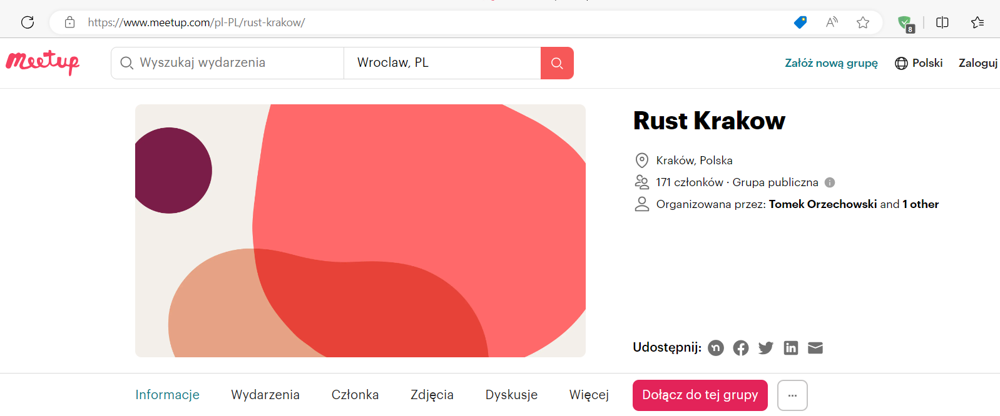 https://www.meetup.com/pl-PL/rust-krakow/
8
meetup
Wyszukaj wydarzenia
Wroclaw, PL
Załóż nową grupę
Polski
Zaloguj
Rust Krakow
Kraków, Polska
171 członków · Grupa publiczna
Organizowana przez: Tomek Orzechowski and 1 other
Udostępnij:
Informacje
Wydarzenia
Członka
Zdjęcia
Dyskusje
Więcej
Dołącz do tej grupy
...